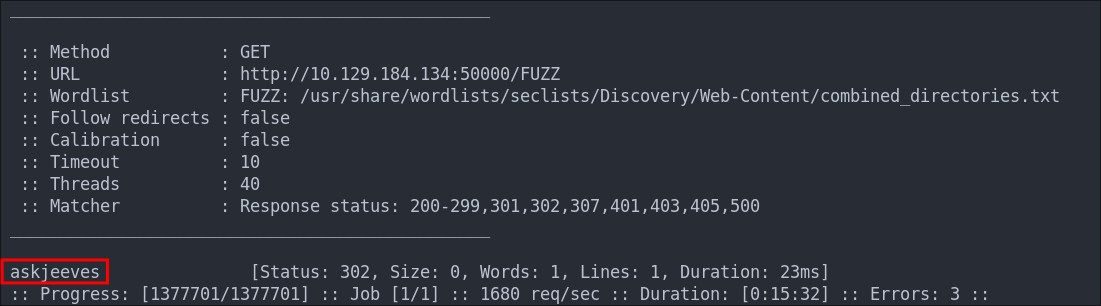 :: Method : GET
:: URL : http://10.129.184.134:50000/FUZZ
:: Wordlist : FUZZ: /usr/share/wordlists/seclists/Discovery/Web-Content/combined_directories.txt
:: Follow redirects : false
:: Calibration : false
:: Timeout : 10
:: Threads : 40
:: Matcher : Response status: 200-299,301,302,307,401,403,405,500
askjeeves [Status: 302, Size: 0, Words: 1, Lines: 1, Duration: 23ms]
:: Progress: [1377701/1377701] :: Job [1/1] :: 1680 req/sec :: Duration: [0:15:32] :: Errors: 3 ::